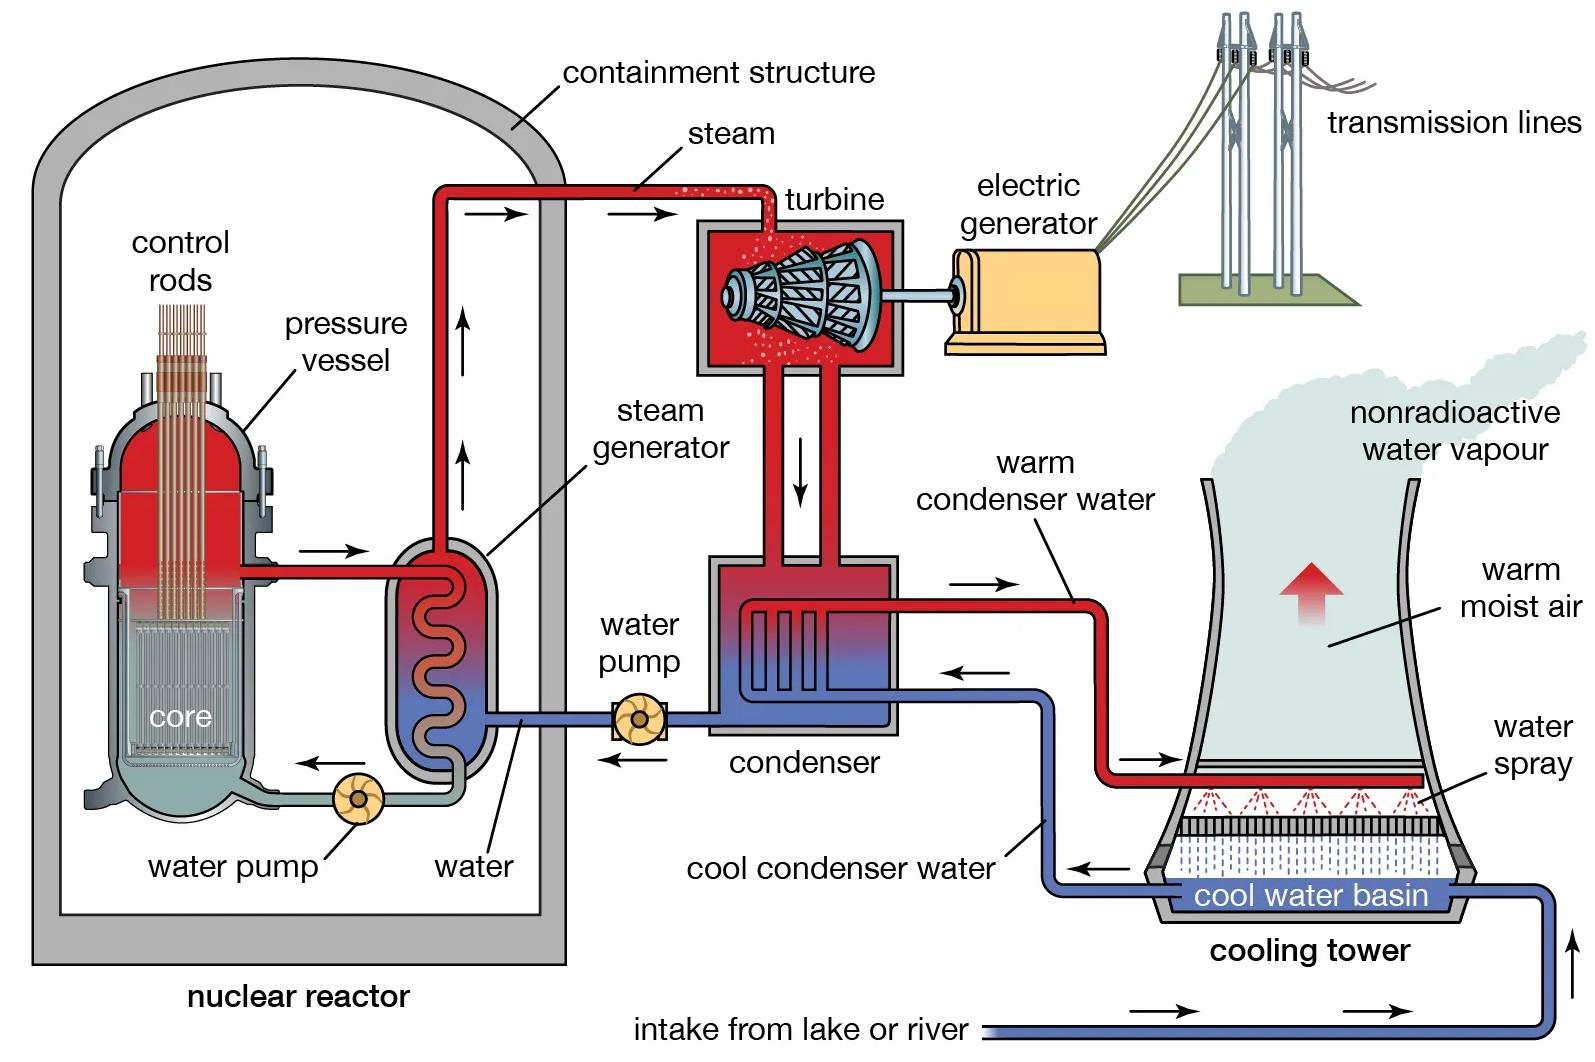 containment structure
steam
transmission lines
turbine
electric
generator
control
rods
pressure
vessel
steam
generator
nonradioactive
water vapour
warm
condenser water
warm
moist air
water
pump
core
water
spray
condenser
water pump
water
cool condenser water
cool water basin
cooling tower
nuclear reactor
intake from lake or river